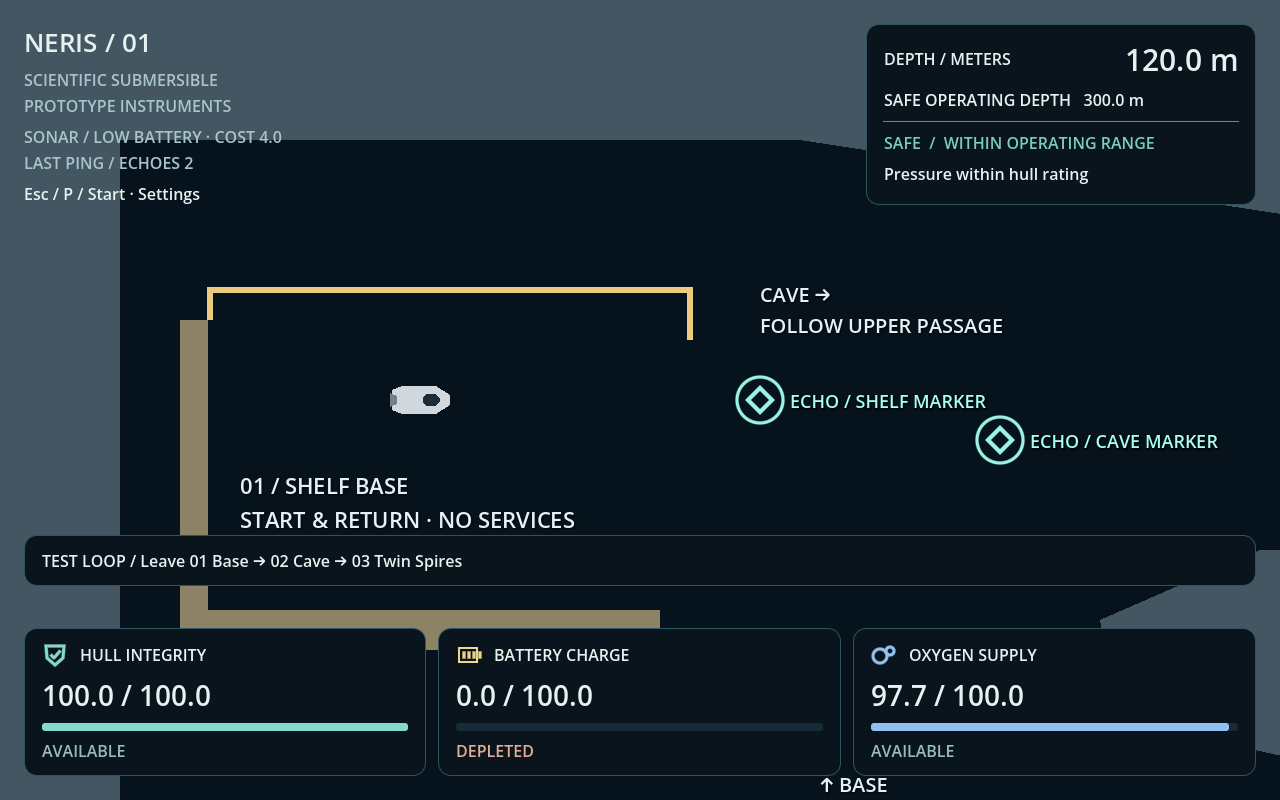 NERIS / 01
SCIENTIFIC SUBMERSIBLE
PROTOTYPE INSTRUMENTS
SONAR / LOW BATTERY · COST 4.0
LAST PING / ECHOES 2
Esc / P / Start · Settings
DEPTH / METERS 120.0 m
SAFE OPERATING DEPTH 300.0 m
SAFE / WITHIN OPERATING RANGE
Pressure within hull rating
CAVE →
FOLLOW UPPER PASSAGE
ECHO / SHELF MARKER
ECHO / CAVE MARKER
01 / SHELF BASE
START & RETURN · NO SERVICES
TEST LOOP / Leave 01 Base → 02 Cave → 03 Twin Spires
HULL INTEGRITY
100.0 / 100.0
AVAILABLE
BATTERY CHARGE
0.0 / 100.0
DEPLETED
OXYGEN SUPPLY
97.7 / 100.0
AVAILABLE
↑ BASE